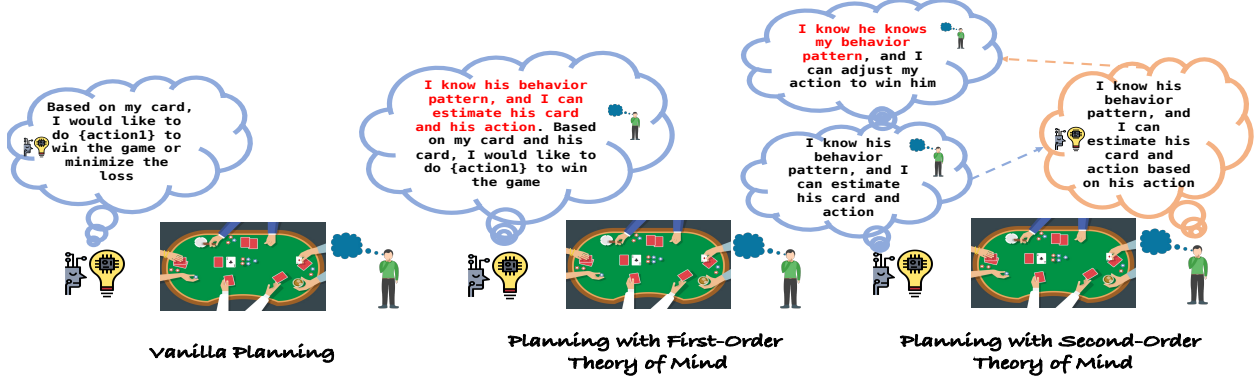 Based on my card,
I would like to
do {action1} to
win the game or
minimize the
loss
Vanilla Planning
I know his behavior
pattern, and I can
estimate his card
and his action. Based
on my card and his
card, I would like to
do {action1} to win
the game
Planning with First-Order
Theory of Mind
I know he knows
my behavior
pattern, and I
can adjust my
action to win him
I know his
behavior
pattern, and I
can estimate
his card and
action
I know his
behavior
pattern, and
I can
estimate his
card and
action based
on his action
Planning with Second-Order
Theory of Mind